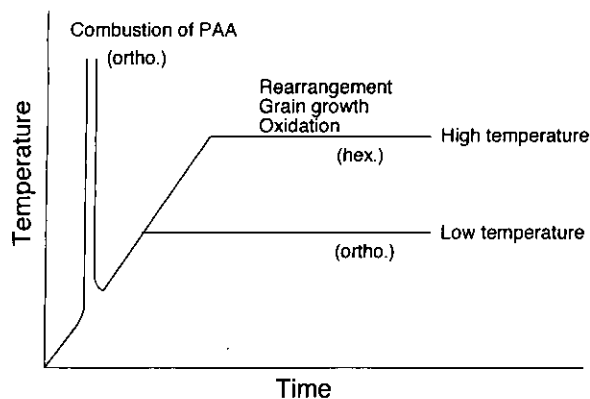 Combustion of PAA
(ortho.)
Rearrangement
Grain growth
Oxidation
High temperature
(hex.)
Low temperature
(ortho.)
Temperature
Time